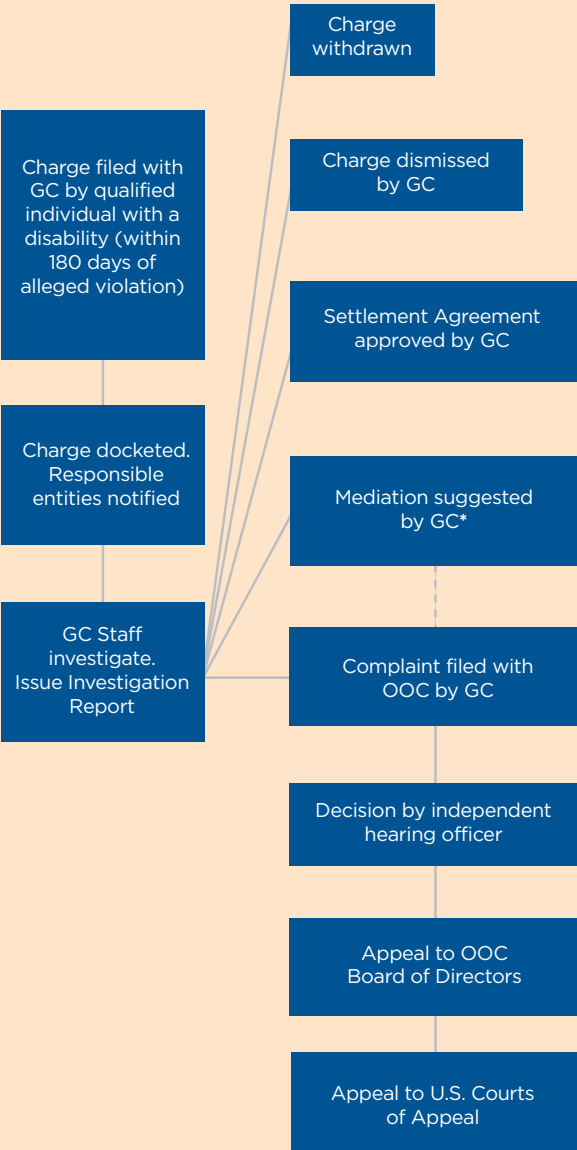 Charge filed with
GC by qualified
individual with a
disability (within
180 days of
alleged violation)
Charge docketed.
Responsible
entities notified
GC Staff
investigate.
Issue Investigation
Report
Charge
withdrawn
Charge dismissed
by GC
Settlement Agreement
approved by GC
Mediation suggested
by GC*
Complaint filed with
OOC by GC
Decision by independent
hearing officer
Appeal to OOC
Board of Directors
Appeal to U.S. Courts
of Appeal